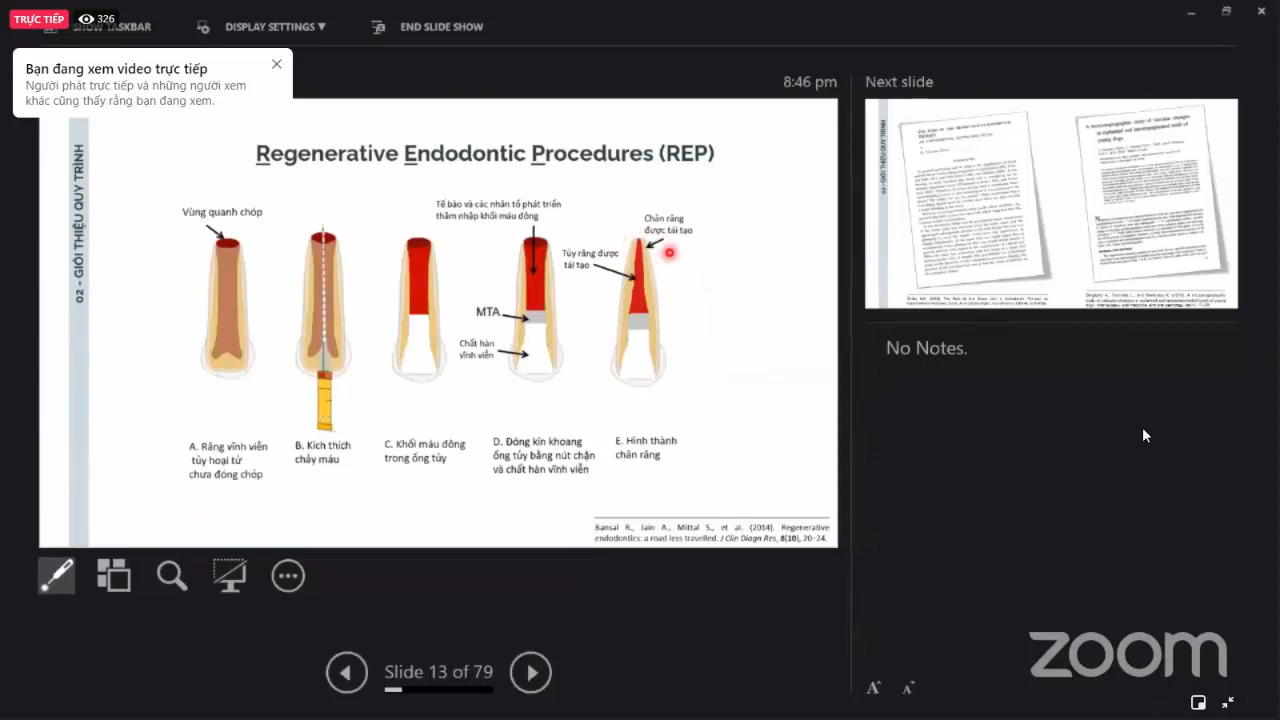 TRỰC TIẾP
326
SHOW TASKBAR
DISPLAY SETTINGS ▼
END SLIDE SHOW
Bạn đang xem video trực tiếp
Người phát trực tiếp và những người xem
khác cũng thấy rằng bạn đang xem.
8:46 pm
Next slide
02 - GIỚI THIỆU QUY TRÌNH
Regenerative Endodontic Procedures (REP)
Vùng quanh chóp
Tế bào và các nhân tố phát triển
thâm nhập khối máu đông
Chân răng
được tái tạo
Tủy răng được
tái tạo
MTA
Chất hàn
vĩnh viễn
A. Răng vĩnh viễn
tủy hoại tử
chưa đóng chóp
B. Kích thích
chảy máu
C. Khối máu đông
trong ống tủy
D. Đóng kín khoang
ống tủy bằng nút chặn
và chất hàn vĩnh viễn
E. Hình thành
chân răng
Bansal R., Jain A., Mittal S., et al. (2014). Regenerative
endodontics: a road less travelled. J Clin Diagn Res, 8(10), 20–24.
02 - GIỚI THIỆU QUY TRÌNH
No Notes.
Slide 13 of 79
zoom